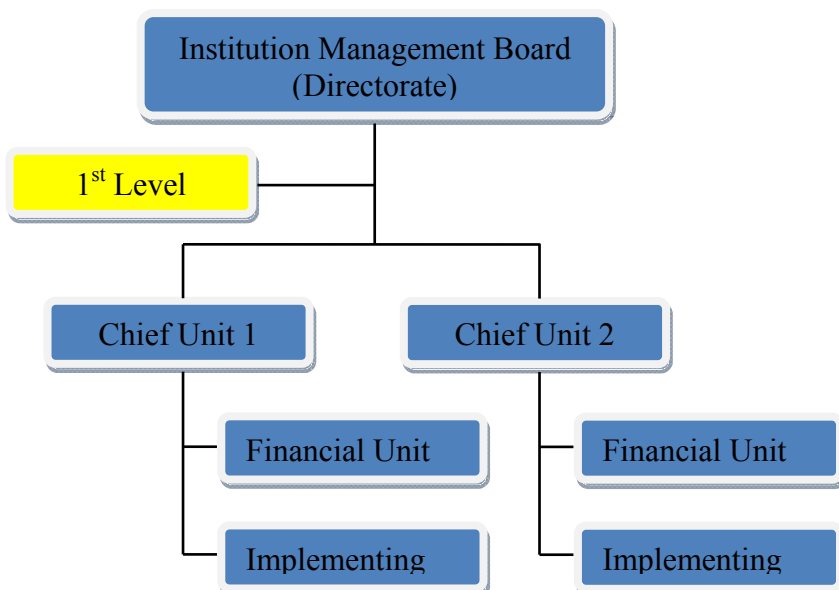 Institution Management Board
(Directorate)
1st Level
Chief Unit 1
Chief Unit 2
Financial Unit
Financial Unit
Implementing
Implementing